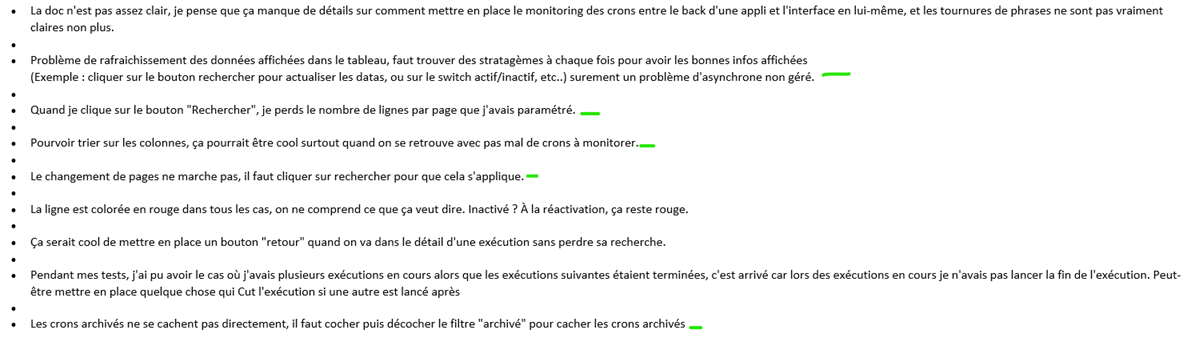 La doc n'est pas assez clair, je pense que ça manque de détails sur comment mettre en place le monitoring des crons entre le back d'une appli et l'interface en lui-même, et les tournures de phrases ne sont pas vraiment
claires non plus.
Problème de rafraichissement des données affichées dans le tableau, faut trouver des stratagèmes à chaque fois pour avoir les bonnes infos affichées
(Exemple : cliquer sur le bouton rechercher pour actualiser les datas, ou sur le switch actif/inactif, etc..) surement un problème d'asynchrone non géré.
Quand je clique sur le bouton "Rechercher", je perds le nombre de lignes par page que j'avais paramétré.
Pourvoir trier sur les colonnes, ça pourrait être cool surtout quand on se retrouve avec pas mal de crons à monitorer.
Le changement de pages ne marche pas, il faut cliquer sur rechercher pour que cela s'applique.
La ligne est colorée en rouge dans tous les cas, on ne comprend ce que ça veut dire. Inactivé ? À la réactivation, ça reste rouge.
Ça serait cool de mettre en place un bouton "retour" quand on va dans le détail d'une exécution sans perdre sa recherche.
Pendant mes tests, j'ai pu avoir le cas où j'avais plusieurs exécutions en cours alors que les exécutions suivantes étaient terminées, c'est arrivé car lors des exécutions en cours je n'avais pas lancer la fin de l'exécution. Peut-
être mettre en place quelque chose qui Cut l'exécution si une autre est lancé après
Les crons archivés ne se cachent pas directement, il faut cocher puis décocher le filtre "archivé" pour cacher les crons archivés